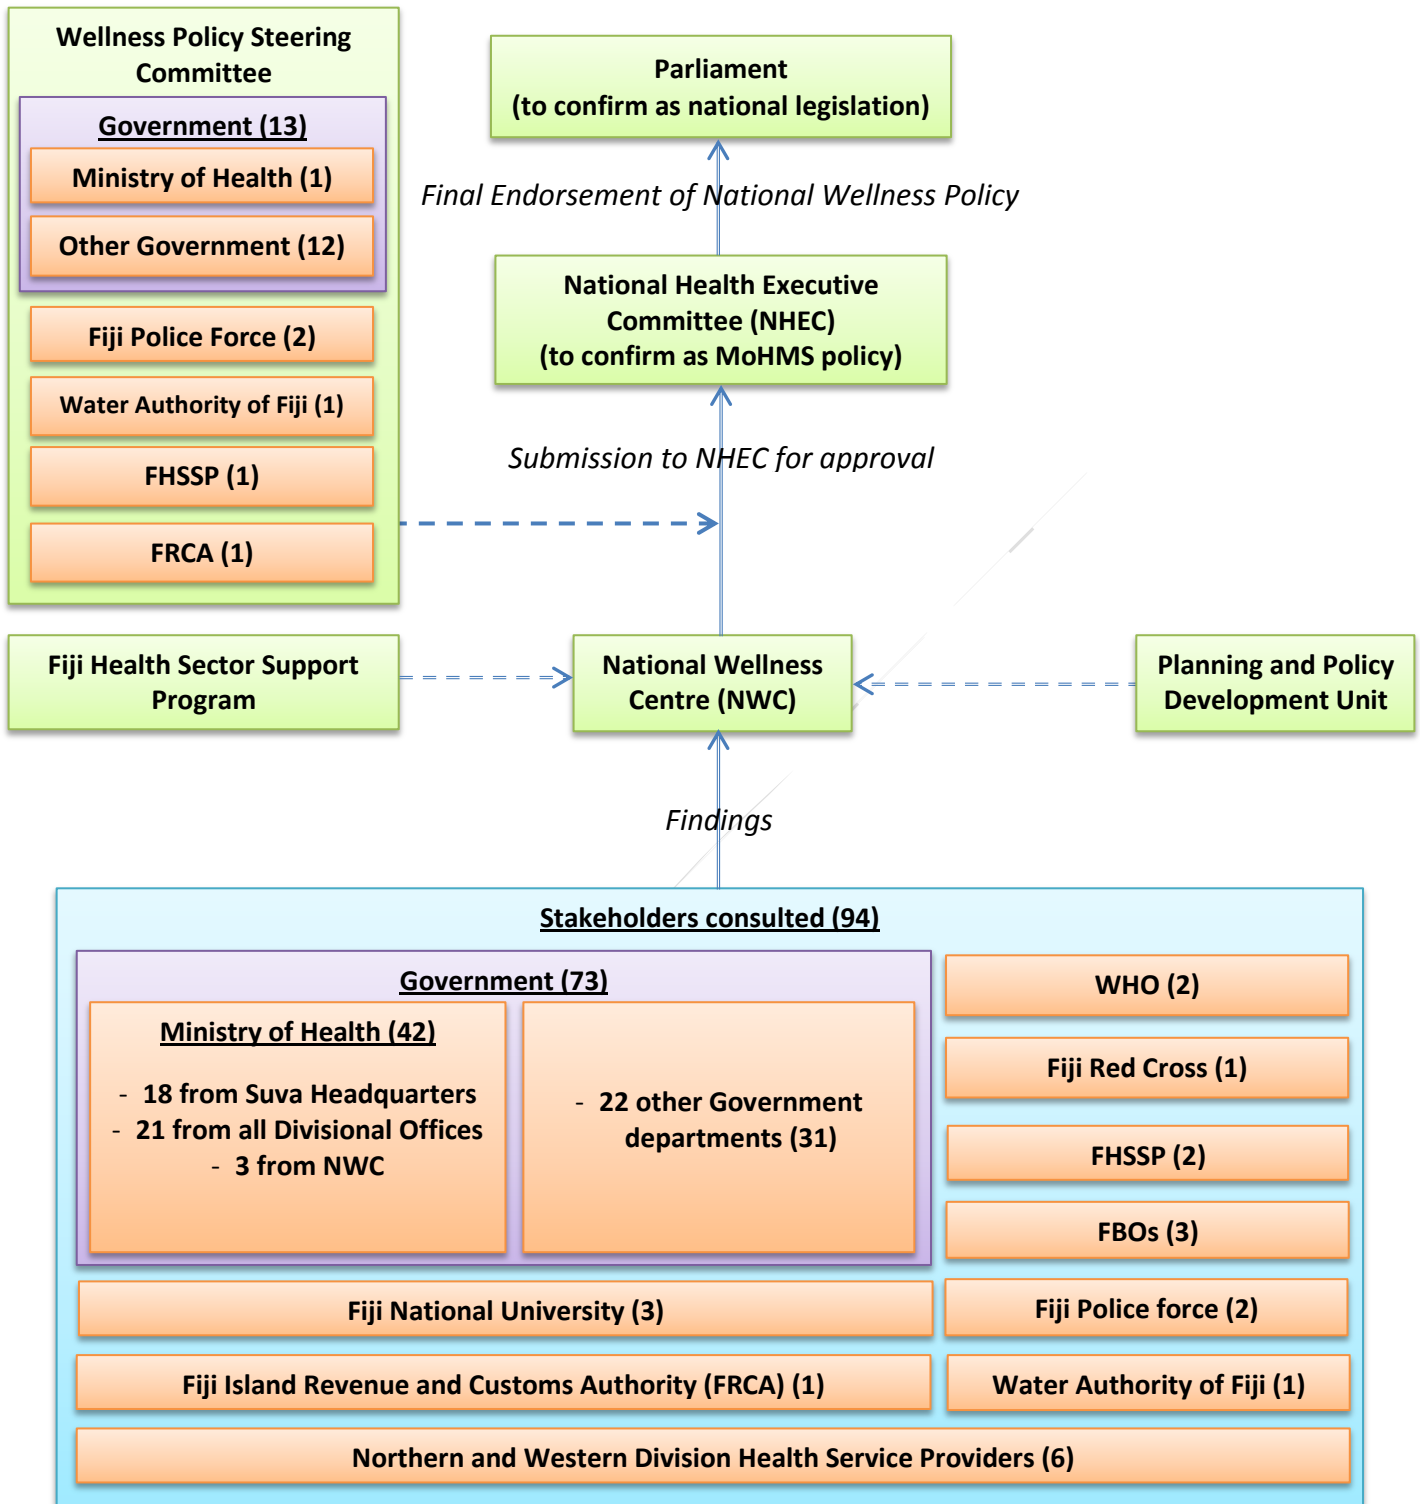 Wellness Policy Steering
Committee
Government (13)
Ministry of Health (1)
Other Government (12)
Fiji Police Force (2)
Water Authority of Fiji (1)
FHSSP (1)
FRCA (1)
Parliament
(to confirm as national legislation)
Final Endorsement of National Wellness Policy
National Health Executive
Committee (NHEC)
(to confirm as MoHMS policy)
Submission to NHEC for approval
Fiji Health Sector Support
Program
National Wellness
Centre (NWC)
Planning and Policy
Development Unit
Findings
Stakeholders consulted (94)
Government (73)
Ministry of Health (42)
- 18 from Suva Headquarters
- 21 from all Divisional Offices
- 3 from NWC
- 22 other Government
departments (31)
WHO (2)
Fiji Red Cross (1)
FHSSP (2)
FBOs (3)
Fiji National University (3)
Fiji Police force (2)
Fiji Island Revenue and Customs Authority (FRCA) (1)
Water Authority of Fiji (1)
Northern and Western Division Health Service Providers (6)